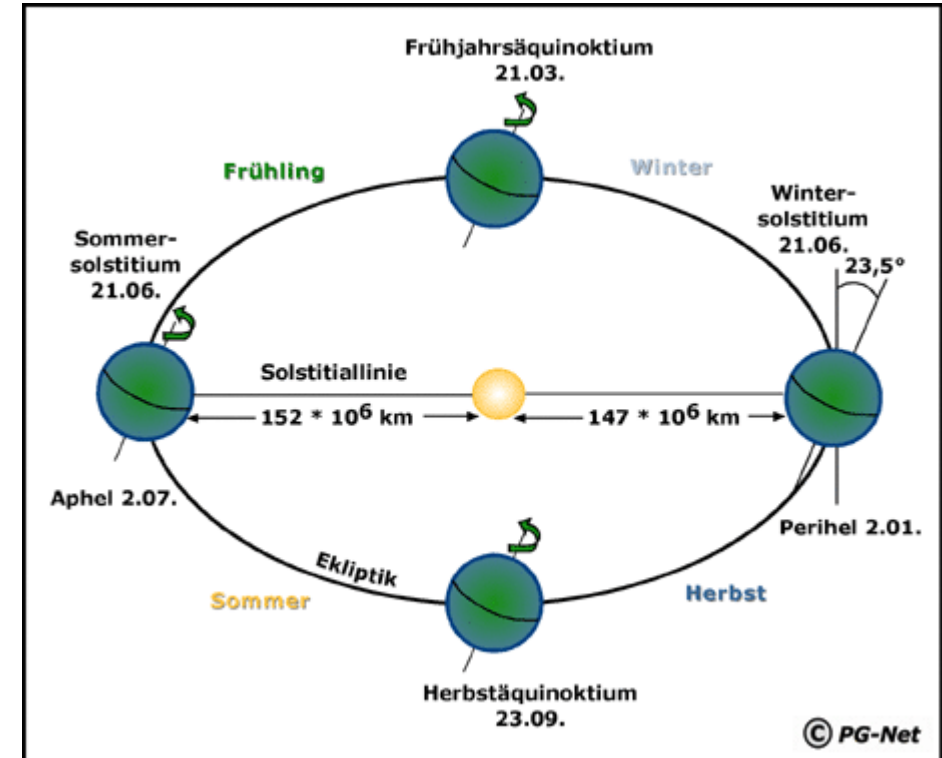 Frühjahrsäquinoktium
21.03.
Frühling
Winter
Winter-
solstitium
21.06.
23,5°
Sommer-
solstitium
21.06.
Solstitiallinie
152 * 10⁶ km
147 * 10⁶ km
Aphel 2.07.
Perihel 2.01.
Ekliptik
Sommer
Herbst
Herbstäquinoktium
23.09.
© PG-Net